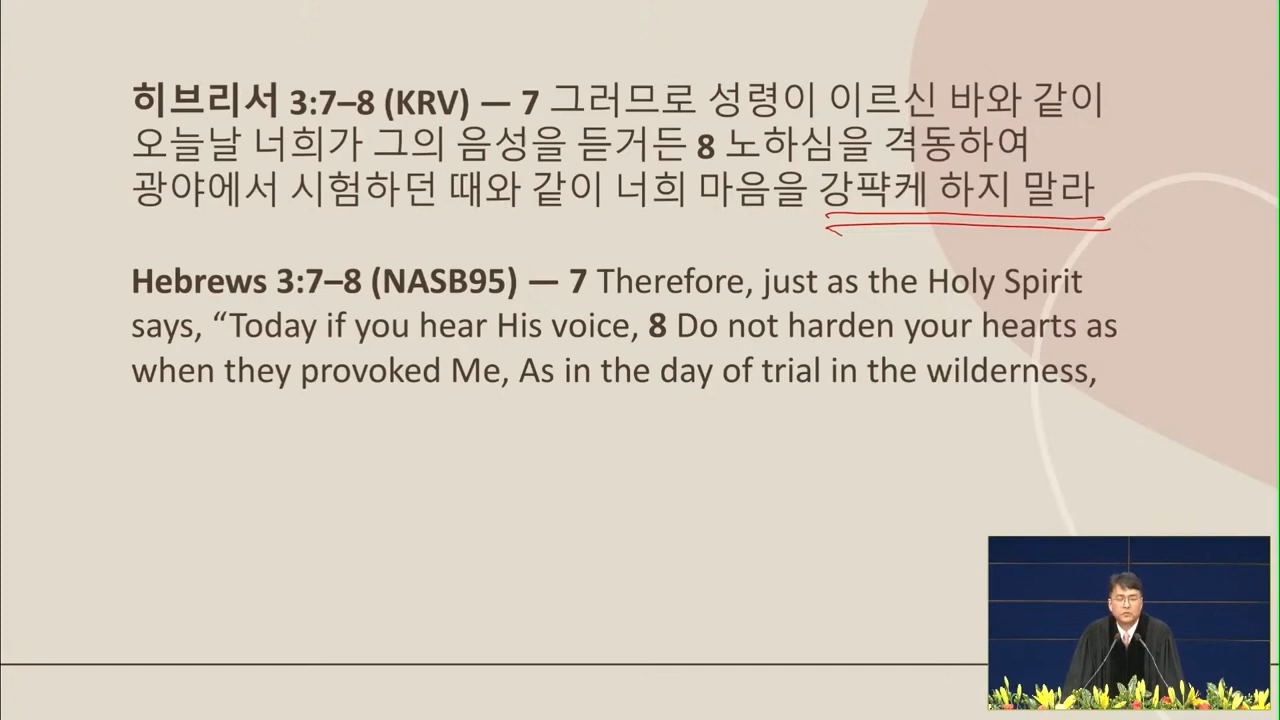 히브리서 3:7–8 (KRV) — 7 그러므로 성령이 이르신 바와 같이
오늘날 너희가 그의 음성을 듣거든 8 노하심을 격동하여
광야에서 시험하던 때와 같이 너희 마음을 강퍅케 하지 말라
Hebrews 3:7–8 (NASB95) — 7 Therefore, just as the Holy Spirit
says, “Today if you hear His voice, 8 Do not harden your hearts as
when they provoked Me, As in the day of trial in the wilderness,